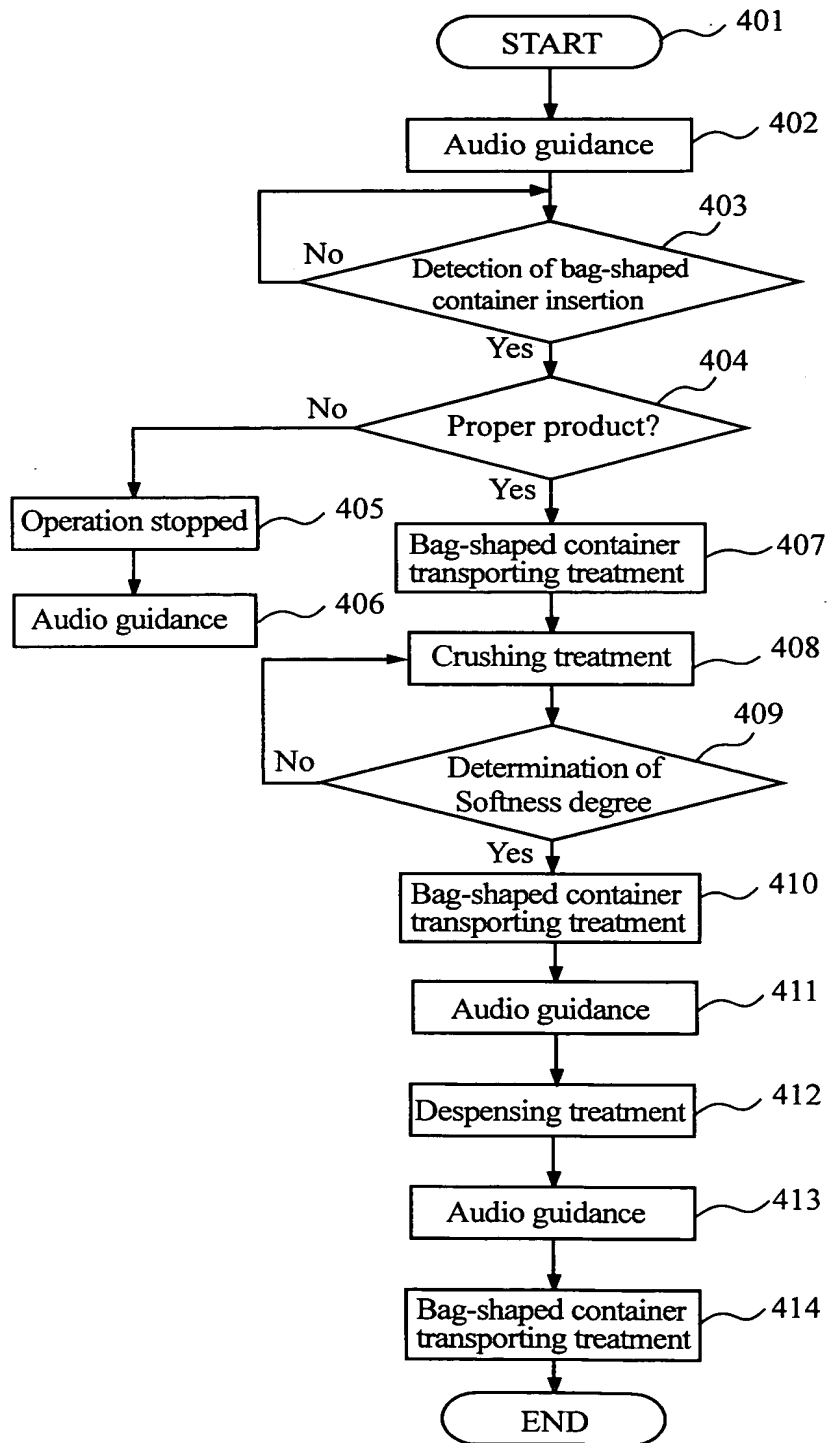 START
401
Audio guidance
402
403
No
Detection of bag-shaped
container insertion
Yes
404
No
Proper product?
Yes
Operation stopped
405
Bag-shaped container
transporting treatment
407
Audio guidance
406
Crushing treatment
408
409
No
Determination of
Softness degree
Yes
Bag-shaped container
transporting treatment
410
Audio guidance
411
Despensing treatment
412
Audio guidance
413
Bag-shaped container
transporting treatment
414
END